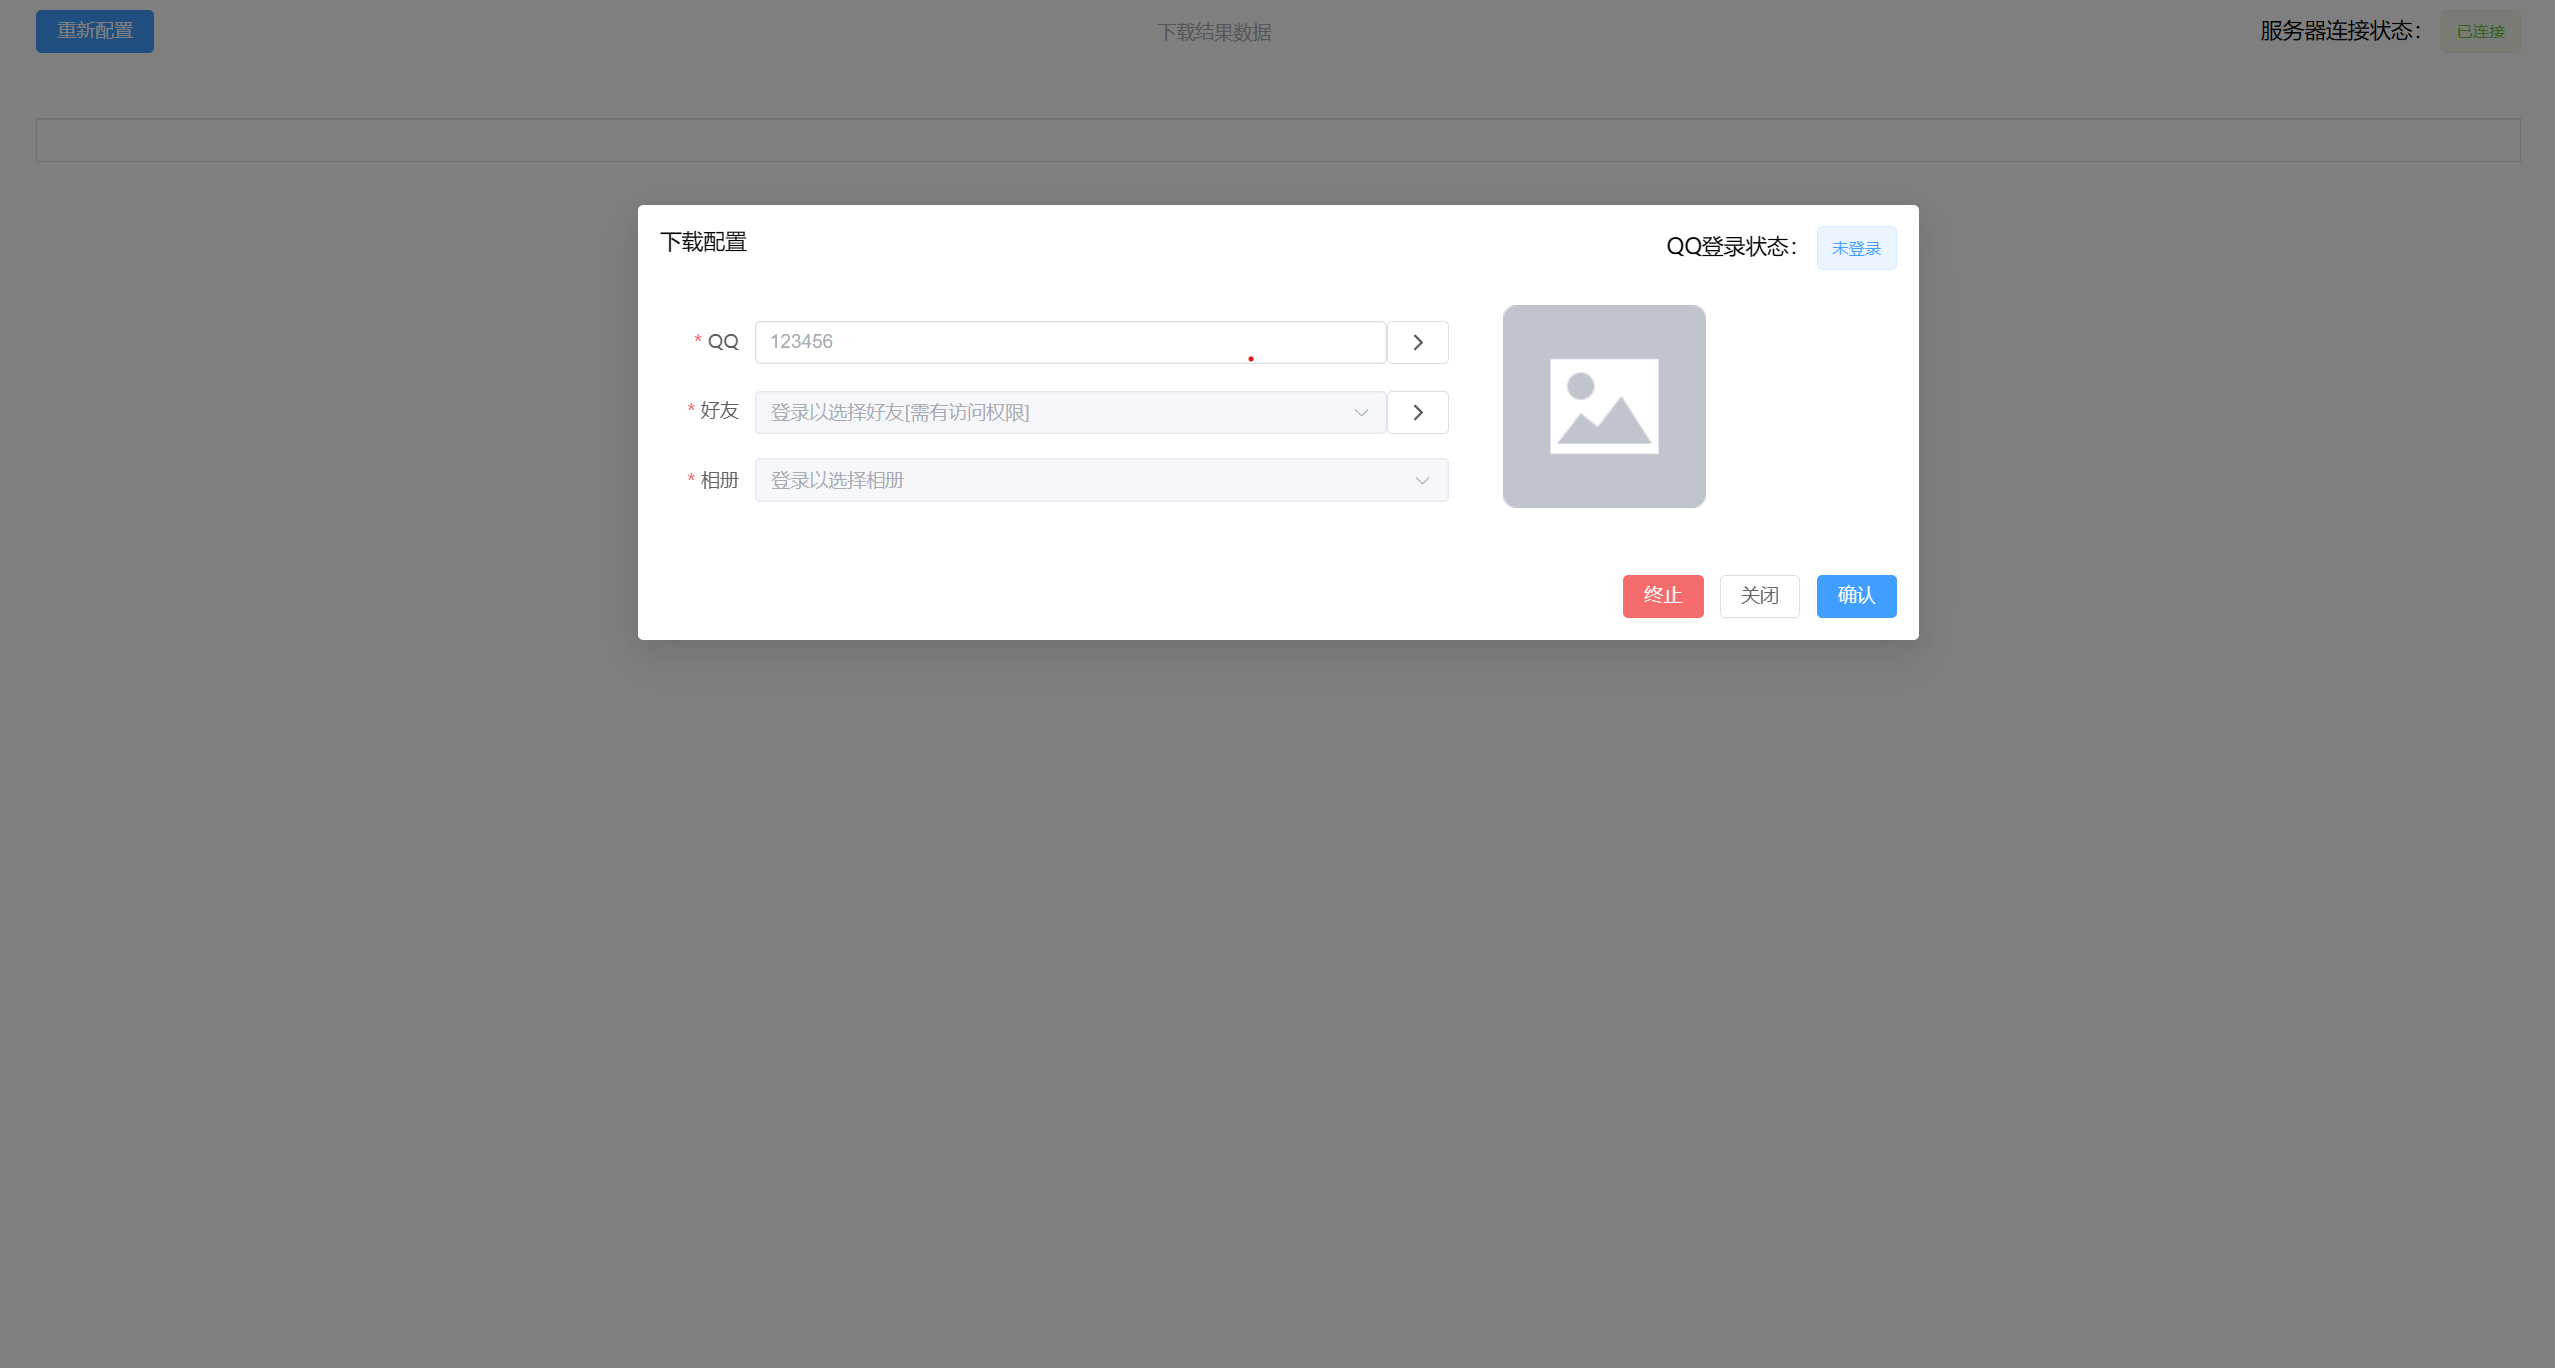 重新配置
下载结果数据
服务器连接状态：
已连接
下载配置
QQ登录状态：
未登录
* QQ
123456
* 好友
登录以选择好友[需有访问权限]
* 相册
登录以选择相册
终止
关闭
确认